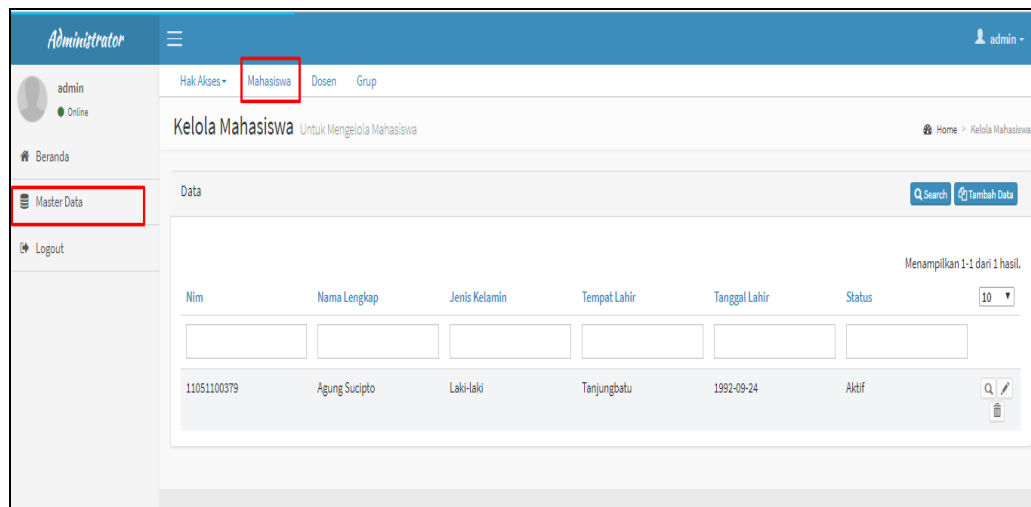 Administrator
admin
admin
Online
Beranda
Master Data
Logout
Hak Akses Mahasiswa Dosen Grup
Kelola Mahasiswa Untuk Mengelola Mahasiswa
Home > Kelola Mahasiswa
Data
Search Tambah Data
Menampilkan 1-1 dari 1 hasil.
Nim Nama Lengkap Jenis Kelamin Tempat Lahir Tanggal Lahir Status 10
11051100379 Agung Sucipto Laki-laki Tanjungbatu 1992-09-24 Aktif